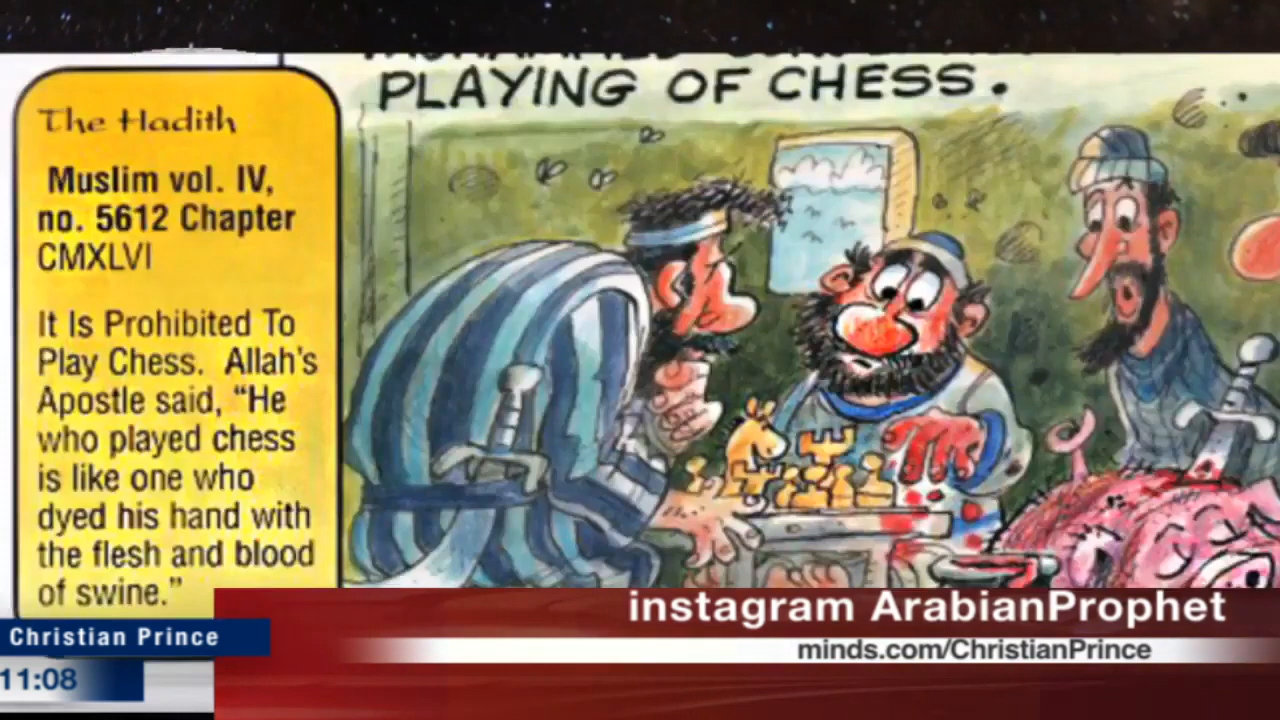 PLAYING OF CHESS.
The Hadith
Muslim vol. IV,
no. 5612 Chapter
CMXLVI
It Is Prohibited To
Play Chess. Allah's
Apostle said, “He
who played chess
is like one who
dyed his hand with
the flesh and blood
of swine.”
instagram ArabianProphet
Christian Prince
minds.com/ChristianPrince
11:08